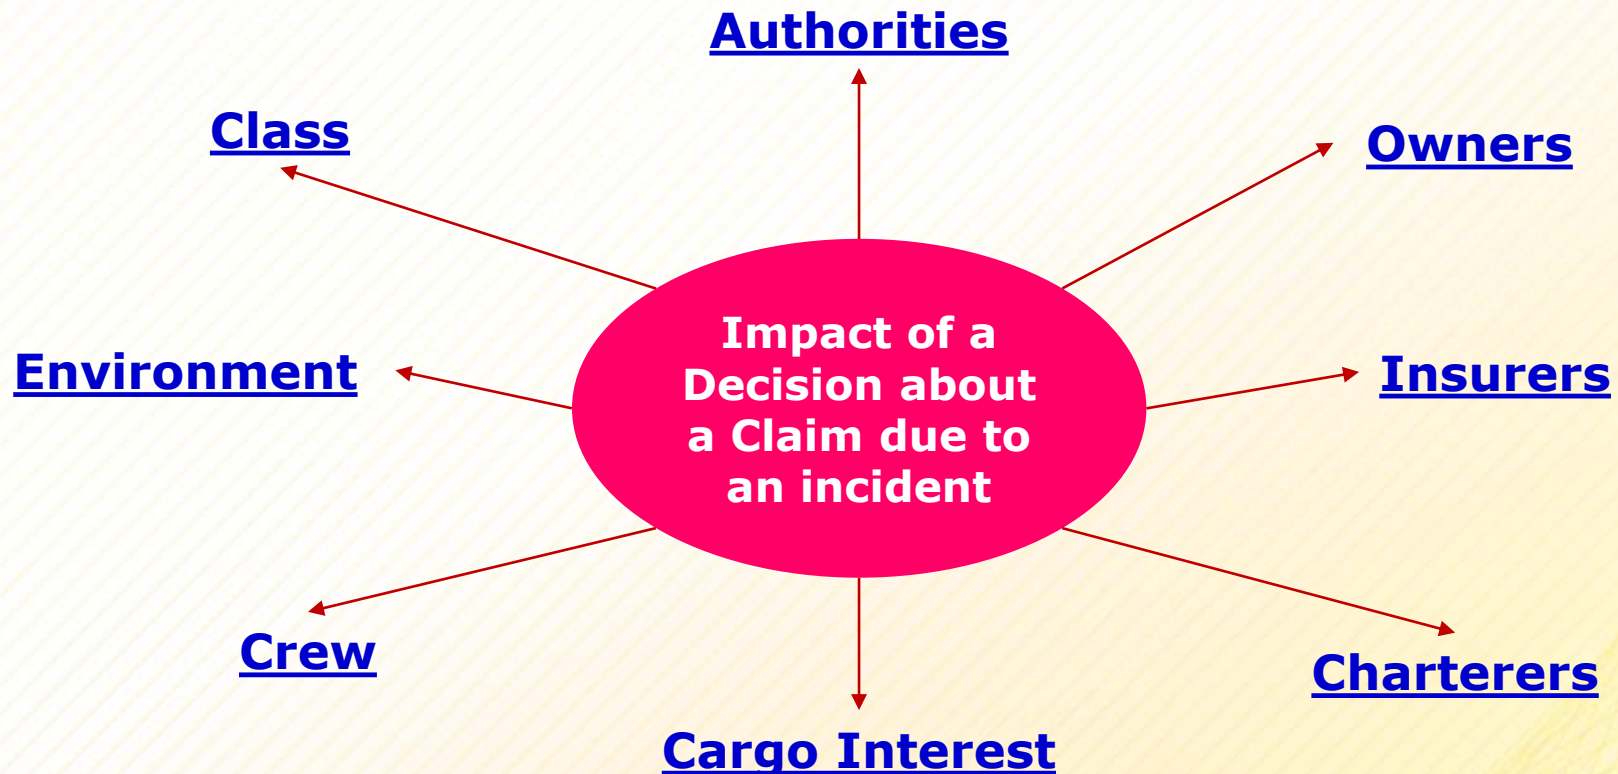 Authorities
Class
Owners
Impact of a
Decision about
a Claim due to
an incident
Environment
Insurers
Crew
Charterers
Cargo Interest